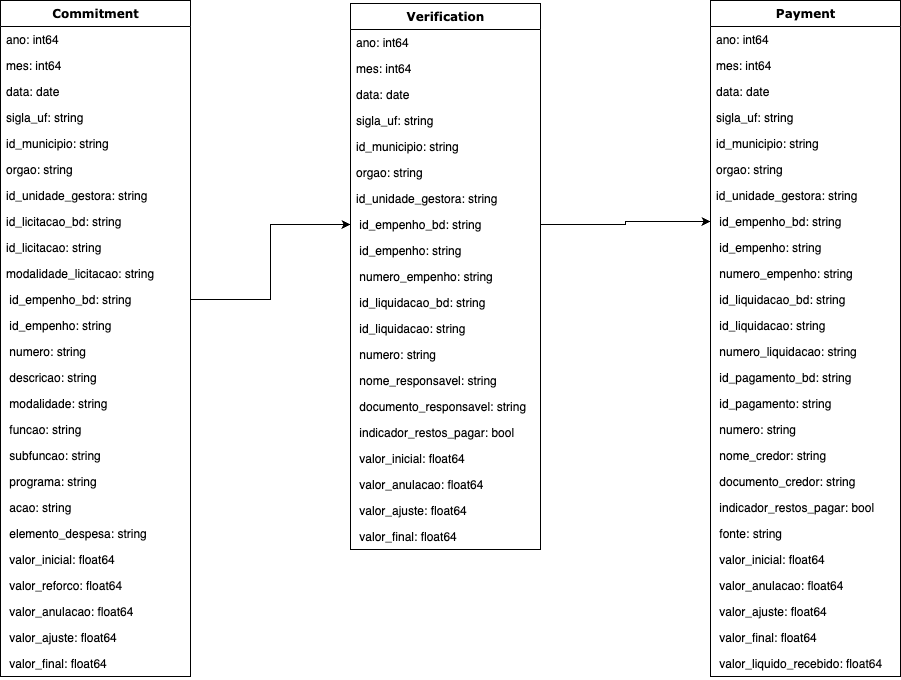 Commitment
ano: int64
mes: int64
data: date
sigla_uf: string
id_municipio: string
orgao: string
id_unidade_gestora: string
id_licitacao_bd: string
id_licitacao: string
modalidade_licitacao: string
id_empenho_bd: string
id_empenho: string
numero: string
descricao: string
modalidade: string
funcao: string
subfuncao: string
programa: string
acao: string
elemento_despesa: string
valor_inicial: float64
valor_reforco: float64
valor_anulacao: float64
valor_ajuste: float64
valor_final: float64
Verification
ano: int64
mes: int64
data: date
sigla_uf: string
id_municipio: string
orgao: string
id_unidade_gestora: string
id_empenho_bd: string
id_empenho: string
numero_empenho: string
id_liquidacao_bd: string
id_liquidacao: string
numero: string
nome_responsavel: string
documento_responsavel: string
indicador_restos_pagar: bool
valor_inicial: float64
valor_anulacao: float64
valor_ajuste: float64
valor_final: float64
Payment
ano: int64
mes: int64
data: date
sigla_uf: string
id_municipio: string
orgao: string
id_unidade_gestora: string
id_empenho_bd: string
id_empenho: string
numero_empenho: string
id_liquidacao_bd: string
id_liquidacao: string
numero_liquidacao: string
id_pagamento_bd: string
id_pagamento: string
numero: string
nome_credor: string
documento_credor: string
indicador_restos_pagar: bool
fonte: string
valor_inicial: float64
valor_anulacao: float64
valor_ajuste: float64
valor_final: float64
valor_liquido_recebido: float64